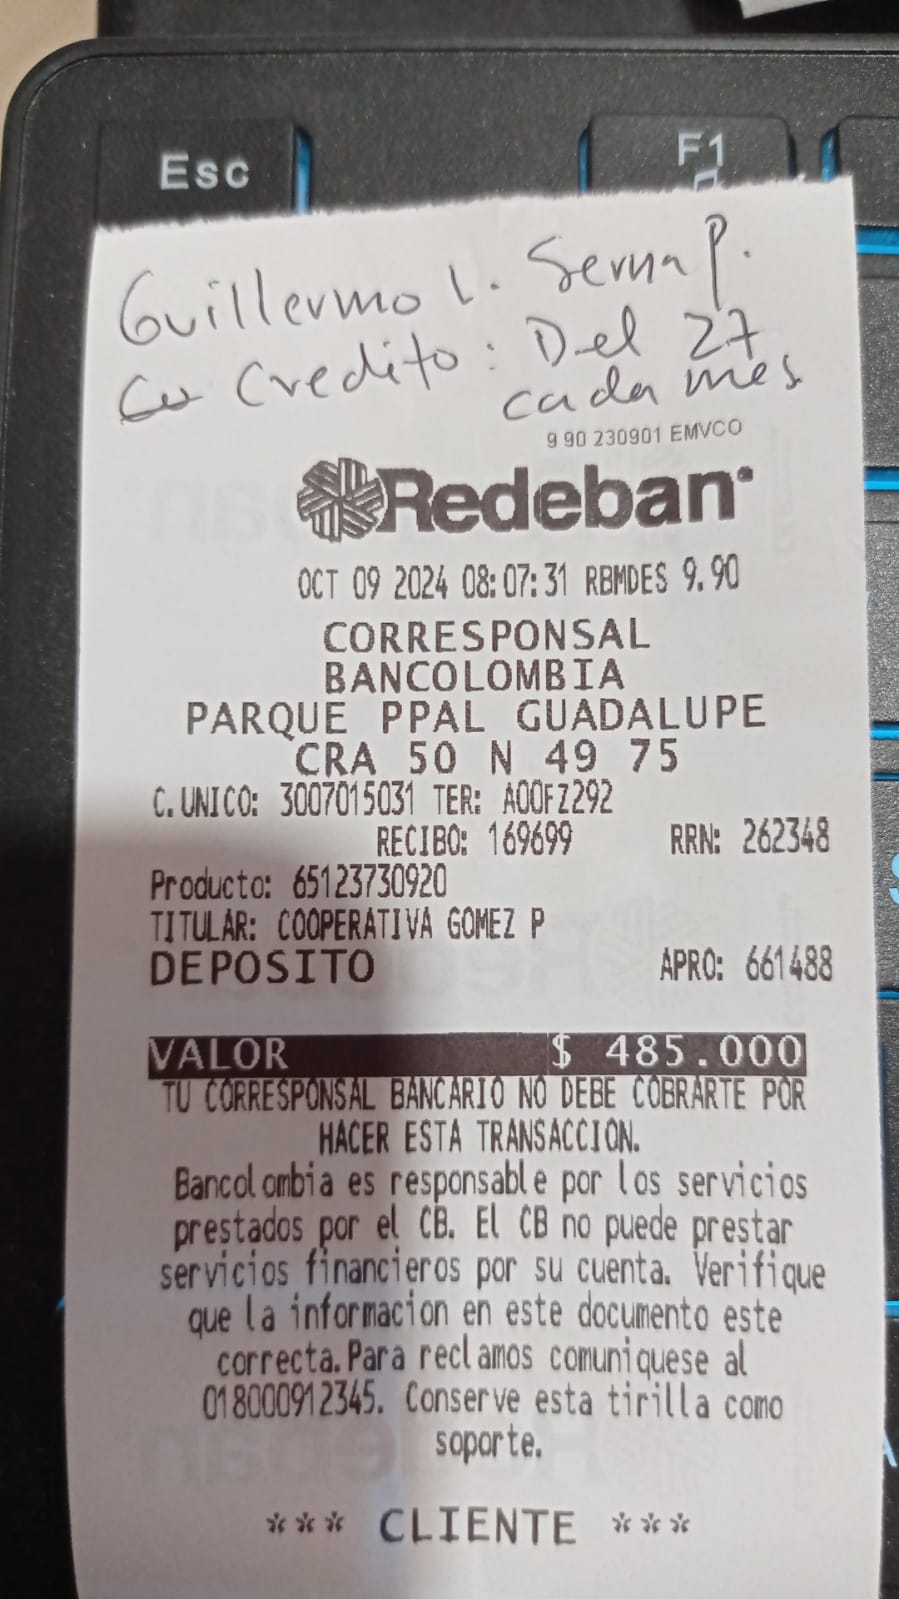 Esc
F1
Guillermo L. Serna P.
Credito: Del 27
cada mes
9 90 230901 EMVCO
Redeban
OCT 09 2024 08:07:31 RBMDES 9.90
CORRESPONSAL
BANCOLOMBIA
PARQUE PPAL GUADALUPE
CRA 50 N 49 75
C.UNICO: 3007015031 TER: A00FZ292
RECIBO: 169699 RRN: 262348
Producto: 65123730920
TITULAR: COOPERATIVA GOMEZ P
DEPOSITO APRO: 661488
VALOR $ 485.000
TU CORRESPONSAL BANCARIO NO DEBE COBRARTE POR
HACER ESTA TRANSACCION.
Bancolombia es responsable por los servicios
prestados por el CB. El CB no puede prestar
servicios financieros por su cuenta. Verifique
que la informacion en este documento este
correcta.Para reclamos comuniquese al
018000912345. Conserve esta tirilla como
soporte.
*** CLIENTE ***